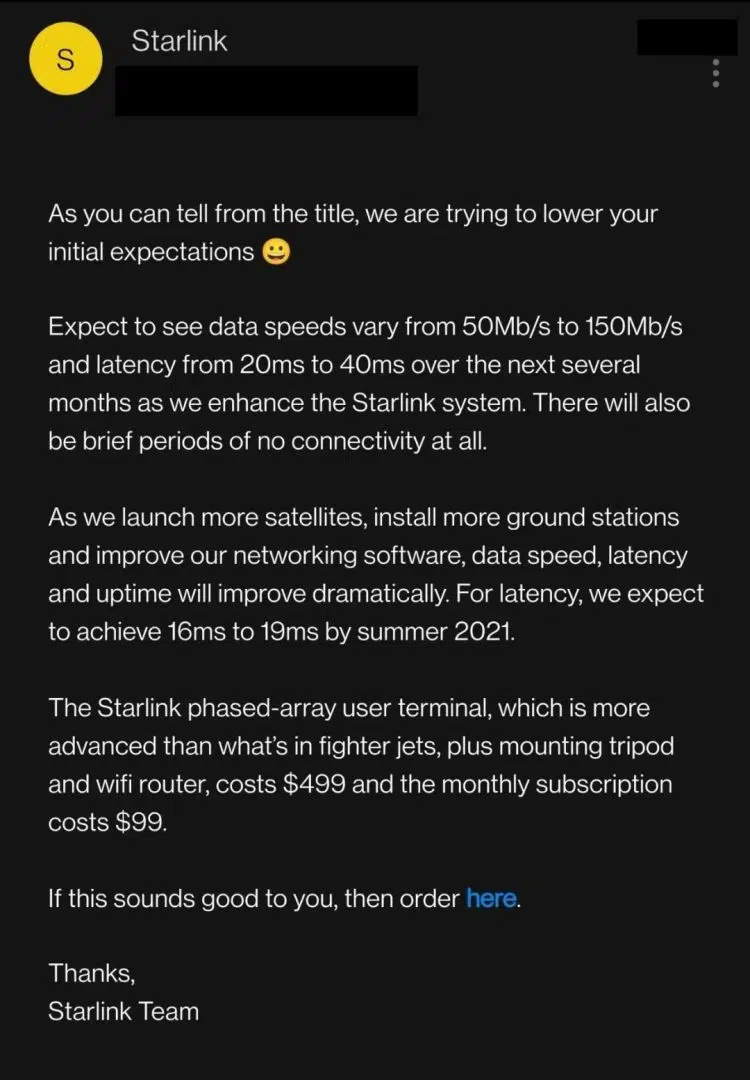 S
Starlink
As you can tell from the title, we are trying to lower your
initial expectations 😀
Expect to see data speeds vary from 50Mb/s to 150Mb/s
and latency from 20ms to 40ms over the next several
months as we enhance the Starlink system. There will also
be brief periods of no connectivity at all.
As we launch more satellites, install more ground stations
and improve our networking software, data speed, latency
and uptime will improve dramatically. For latency, we expect
to achieve 16ms to 19ms by summer 2021.
The Starlink phased-array user terminal, which is more
advanced than what's in fighter jets, plus mounting tripod
and wifi router, costs $499 and the monthly subscription
costs $99.
If this sounds good to you, then order here.
Thanks,
Starlink Team